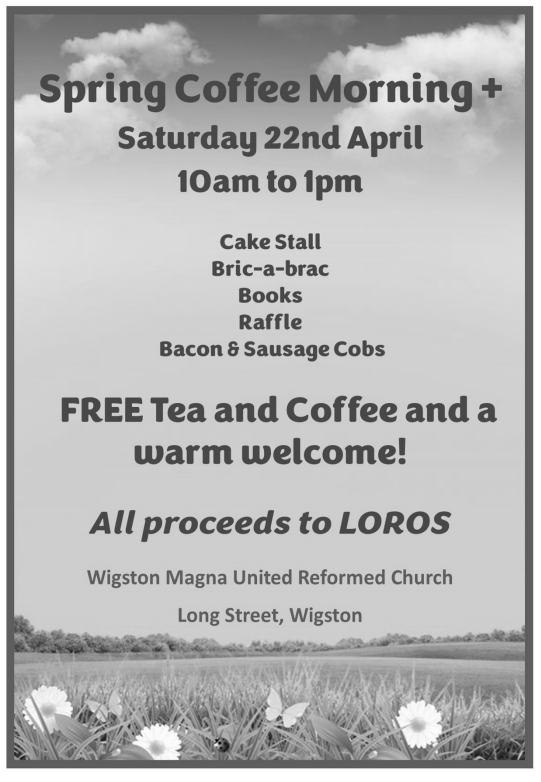 Spring Coffee Morning +
Saturday 22nd April
10am to 1pm
Cake Stall
Bric-a-brac
Books
Raffle
Bacon & Sausage Cobs
FREE Tea and Coffee and a
warm welcome!
All proceeds to LOROS
Wigston Magna United Reformed Church
Long Street, Wigston